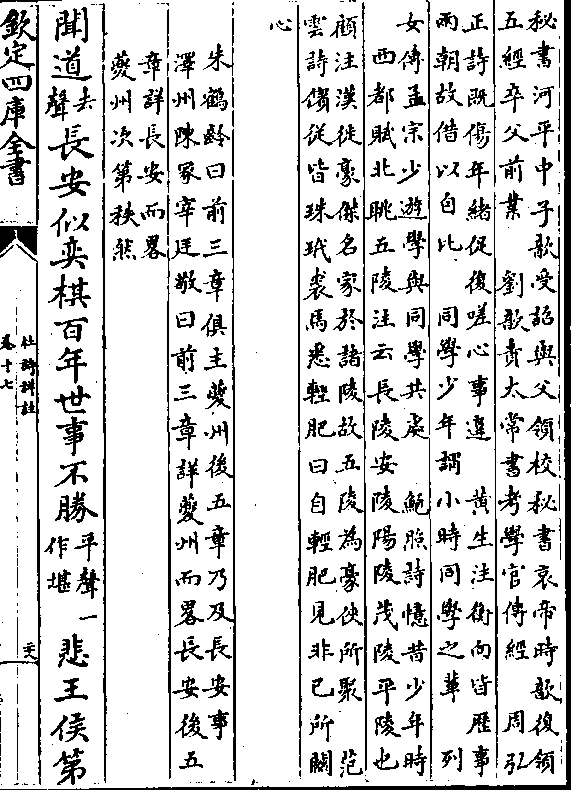 秘書河平中子歆受詔與父領校秘書哀帝時歆復領
五經卒父前業　劉歆責太常書考學官傳經　周弘
正詩既傷年緒促復嗟心事違　黃生注衡向皆歷事
兩朝故借以自比　同學少年謂小時同學之輩　列
女傳孟宗少遊學與同學共處　鮑照詩憶昔少年時
西都賦北眺五陵注云長陵安陵陽陵茂陵平陵也
顧注漢徙豪傑名家於諸陵故五陵為豪俠所聚　范
雲詩儐從皆珠玳裘馬悉輕肥曰自輕肥見非己所關
心
朱鶴齡曰前三章俱主夔州後五章乃及長安事
澤州陳冢宰廷敬曰前三章詳夔州而畧長安後五
章詳長安而畧
夔州次第秩然
聞道去聲長安似奕棋百年世事不勝平聲一作堪悲王侯第
欽定四庫全書
杜詩詳註
卷十七